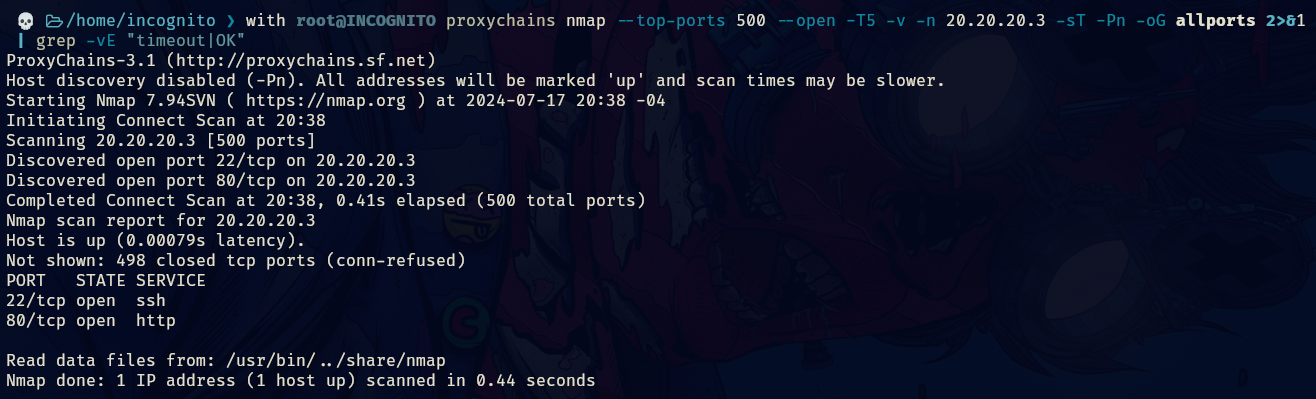 /home/incognito ❯ with root@INCOGNITO proxychains nmap --top-ports 500 --open -T5 -v -n 20.20.20.3 -sT -Pn -oG allports 2>&1
| grep -vE "timeout|OK"
ProxyChains-3.1 (http://proxychains.sf.net)
Host discovery disabled (-Pn). All addresses will be marked 'up' and scan times may be slower.
Starting Nmap 7.94SVN ( https://nmap.org ) at 2024-07-17 20:38 -04
Initiating Connect Scan at 20:38
Scanning 20.20.20.3 [500 ports]
Discovered open port 22/tcp on 20.20.20.3
Discovered open port 80/tcp on 20.20.20.3
Completed Connect Scan at 20:38, 0.41s elapsed (500 total ports)
Nmap scan report for 20.20.20.3
Host is up (0.00079s latency).
Not shown: 498 closed tcp ports (conn-refused)
PORT   STATE SERVICE
22/tcp open  ssh
80/tcp open  http
Read data files from: /usr/bin/../share/nmap
Nmap done: 1 IP address (1 host up) scanned in 0.44 seconds